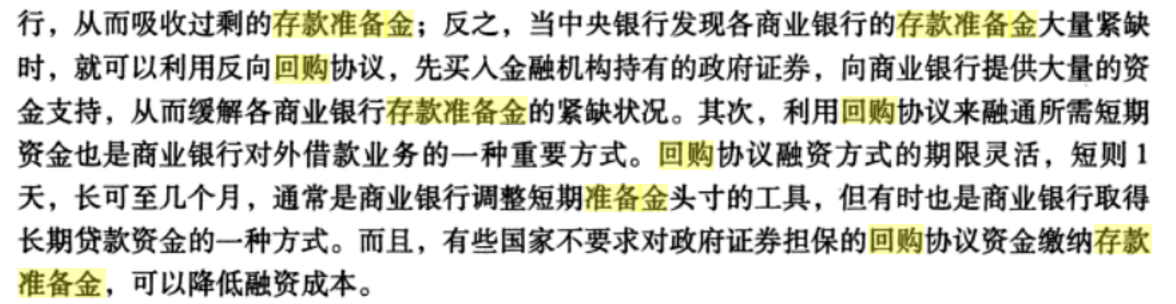 行，从而吸收过剩的存款准备金；反之，当中央银行发现各商业银行的存款准备金大量紧缺
时，就可以利用反向回购协议，先买入金融机构持有的政府证券，向商业银行提供大量的资
金支持，从而缓解各商业银行存款准备金的紧缺状况。其次，利用回购协议来融通所需短期
资金也是商业银行对外借款业务的一种重要方式。回购协议融资方式的期限灵活，短则1
天，长可至几个月，通常是商业银行调整短期准备金头寸的工具，但有时也是商业银行取得
长期贷款资金的一种方式。而且，有些国家不要求对政府证券担保的回购协议资金缴纳存款
准备金，可以降低融资成本。